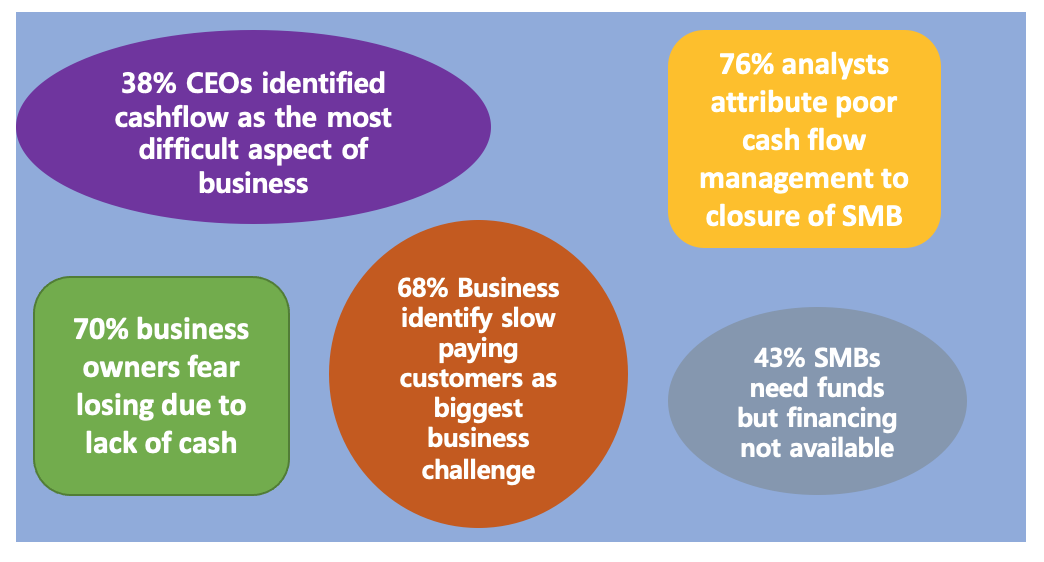 38% CEOs identified
cashflow as the most
difficult aspect of
business
76% analysts
attribute poor
cash flow
management to
closure of SMB
70% business
owners fear
losing due to
lack of cash
68% Business
identify slow
paying
customers as
biggest
business
challenge
43% SMBs
need funds
but financing
not available